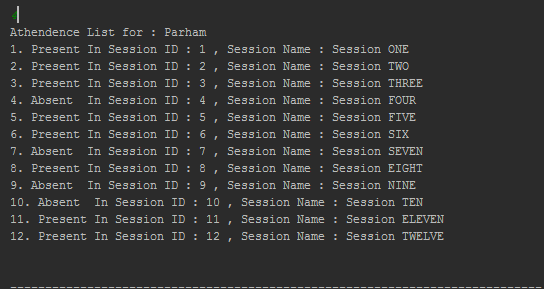 Athendence List for : Parham
1. Present In Session ID : 1 , Session Name : Session ONE
2. Present In Session ID : 2 , Session Name : Session TWO
3. Present In Session ID : 3 , Session Name : Session THREE
4. Absent  In Session ID : 4 , Session Name : Session FOUR
5. Present In Session ID : 5 , Session Name : Session FIVE
6. Present In Session ID : 6 , Session Name : Session SIX
7. Absent  In Session ID : 7 , Session Name : Session SEVEN
8. Present In Session ID : 8 , Session Name : Session EIGHT
9. Absent  In Session ID : 9 , Session Name : Session NINE
10. Absent  In Session ID : 10 , Session Name : Session TEN
11. Present In Session ID : 11 , Session Name : Session ELEVEN
12. Present In Session ID : 12 , Session Name : Session TWELVE